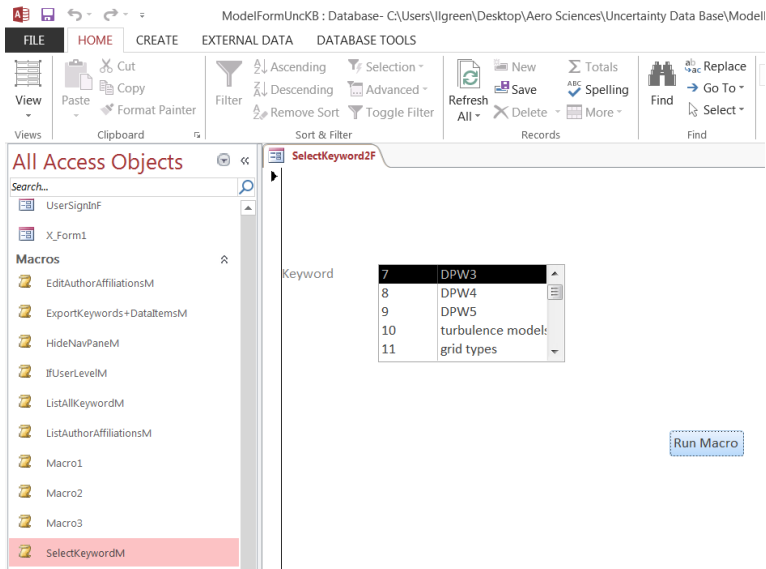 ModelFormUncKB : Database- C:\Users\llgreen\Desktop\Aero Sciences\Uncertainty Data Base\Model
FILE HOME CREATE EXTERNAL DATA DATABASE TOOLS
View
Views
Paste
Cut
Copy
Format Painter
Clipboard
Filter
Ascending
Descending
Remove Sort
Selection
Advanced
Toggle Filter
Sort & Filter
Refresh
All
New
Save
Delete
Totals
Spelling
More
Records
Find
Replace
Go To
Select
Find
All Access Objects
Search...
UserSignInF
X_Form1
Macros
EditAuthorAffiliationsM
ExportKeywords+DataItemsM
HideNavPaneM
IfUserLevelM
ListAllKeywordM
ListAuthorAffiliationsM
Macro1
Macro2
Macro3
SelectKeywordM
SelectKeyword2F
Keyword
7 DPW3
8 DPW4
9 DPW5
10 turbulence models
11 grid types
Run Macro